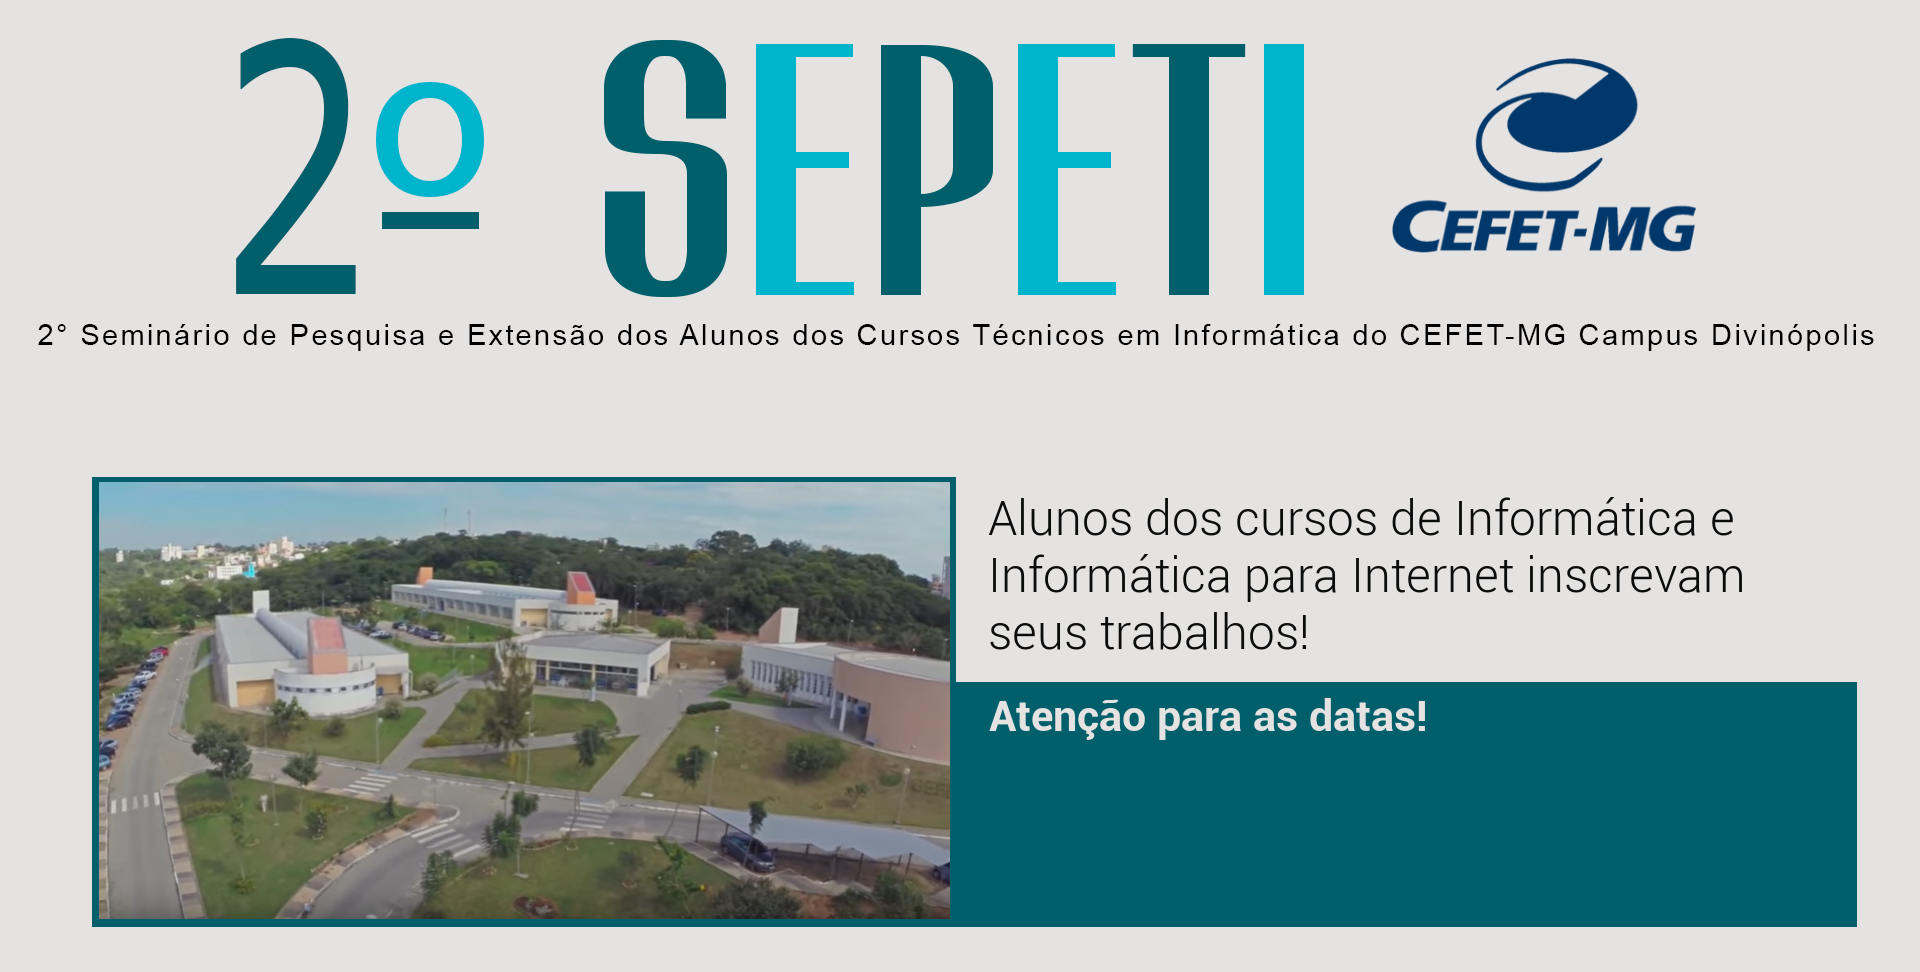 2º SEPETI
CEFET-MG
2° Seminário de Pesquisa e Extensão dos Alunos dos Cursos Técnicos em Informática do CEFET-MG Campus Divinópolis
Alunos dos cursos de Informática e
Informática para Internet inscrevam
seus trabalhos!
Atenção para as datas!